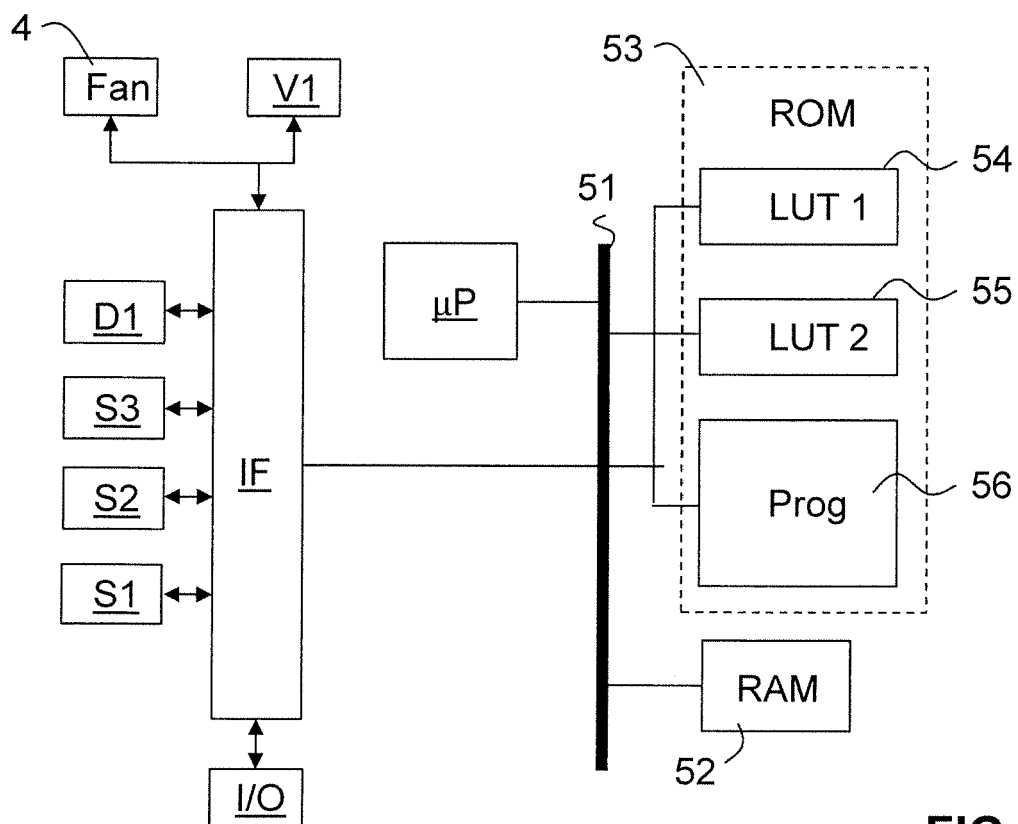 4
Fan
V1
53
ROM
54
LUT 1
51
D1
µP
55
LUT 2
S3
IF
S2
Prog
56
S1
RAM
52
I/O
FIG